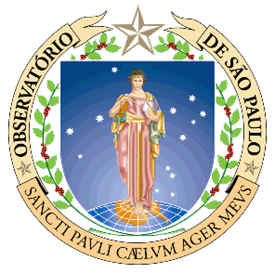 OBSERVATÓRIO
DE SÃO PAULO
SANCTI PAVLI CÆLVM AGER MEVS